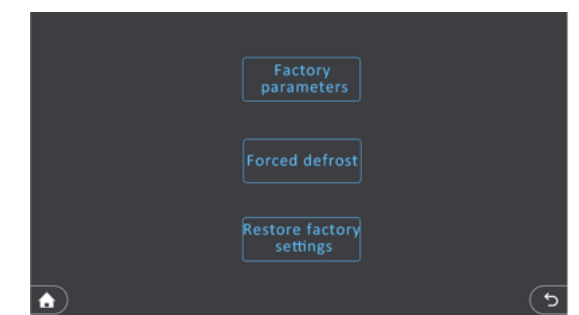 Factory
parameters
Forced defrost
Restore factory
settings